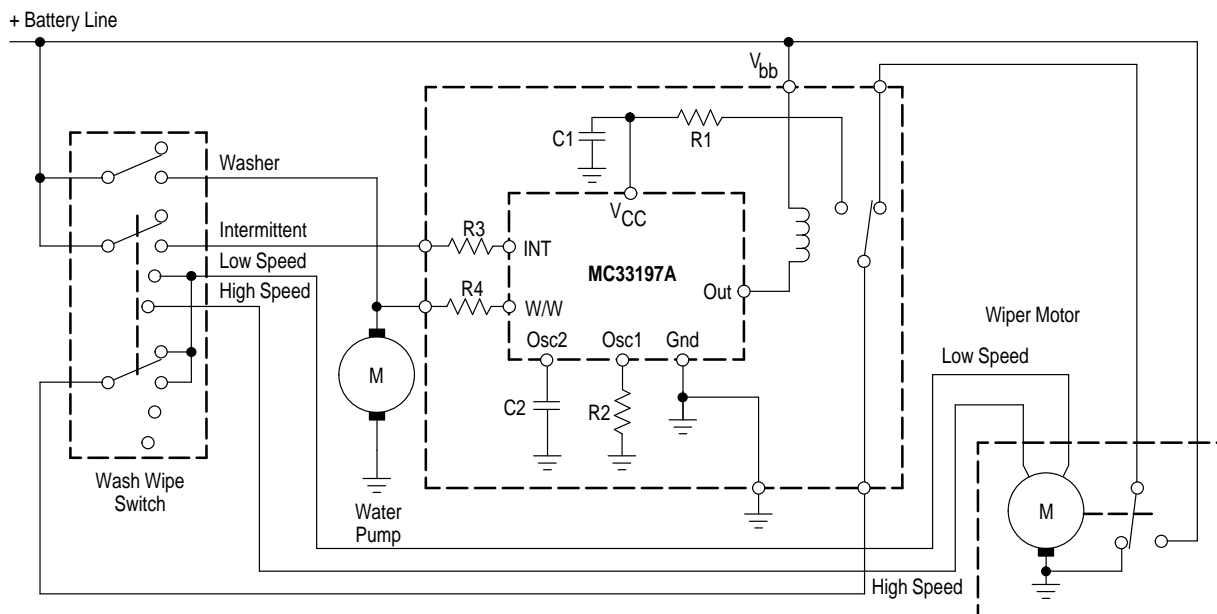 + Battery Line
V
bb
C1
R1
Washer
V
CC
R3
Intermittent
INT
Low Speed
MC33197A
High Speed
R4
Out
W/W
Wiper Motor
Osc2
Osc1
Gnd
Low Speed
M
C2
R2
Wash Wipe
Switch
Water
Pump
M
High Speed